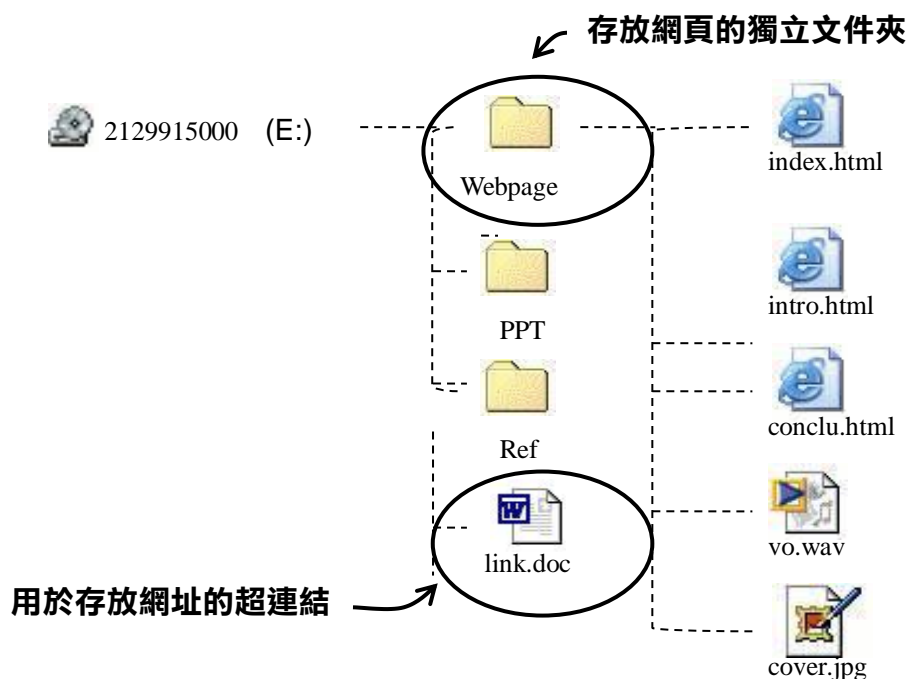 存放網頁的獨立文件夾
2129915000 (E:)
Webpage
index.html
PPT
intro.html
Ref
conclu.html
link.doc
vo.wav
用於存放網址的超連結
cover.jpg